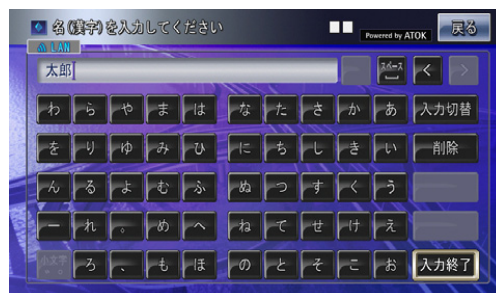 名(漢字)を入力してください Powered by ATOK 戻る
LAN
太郎 スペース < >
わ ら や ま は な た さ か あ 入力切替
を り ゆ み ひ に ち し き い 削除
ん る よ む ふ ぬ つ す く う
ー れ 。 め へ ね て せ け え
小文字 ろ 、 も ほ の と そ こ お 入力終了